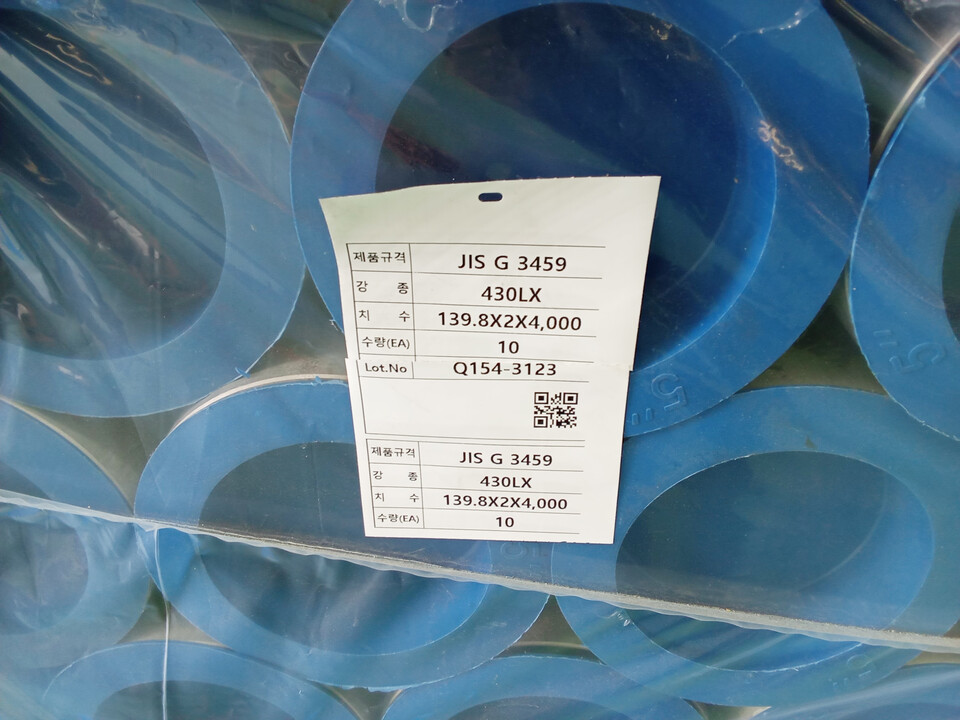 제품규격 JIS G 3459
강 종 430LX
치 수 139.8X2X4,000
수량(EA) 10
Lot.No Q154-3123
제품규격 JIS G 3459
강 종 430LX
치 수 139.8X2X4,000
수량(EA) 10
5"
5"